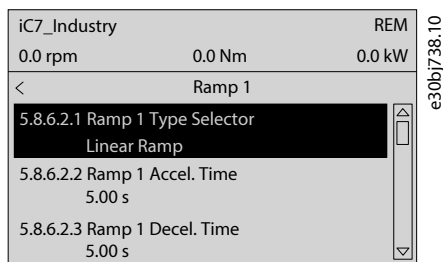 iC7_Industry REM
0.0 rpm 0.0 Nm 0.0 kW
< Ramp 1
5.8.6.2.1 Ramp 1 Type Selector
Linear Ramp
5.8.6.2.2 Ramp 1 Accel. Time
5.00 s
5.8.6.2.3 Ramp 1 Decel. Time
5.00 s
e30bj738.10